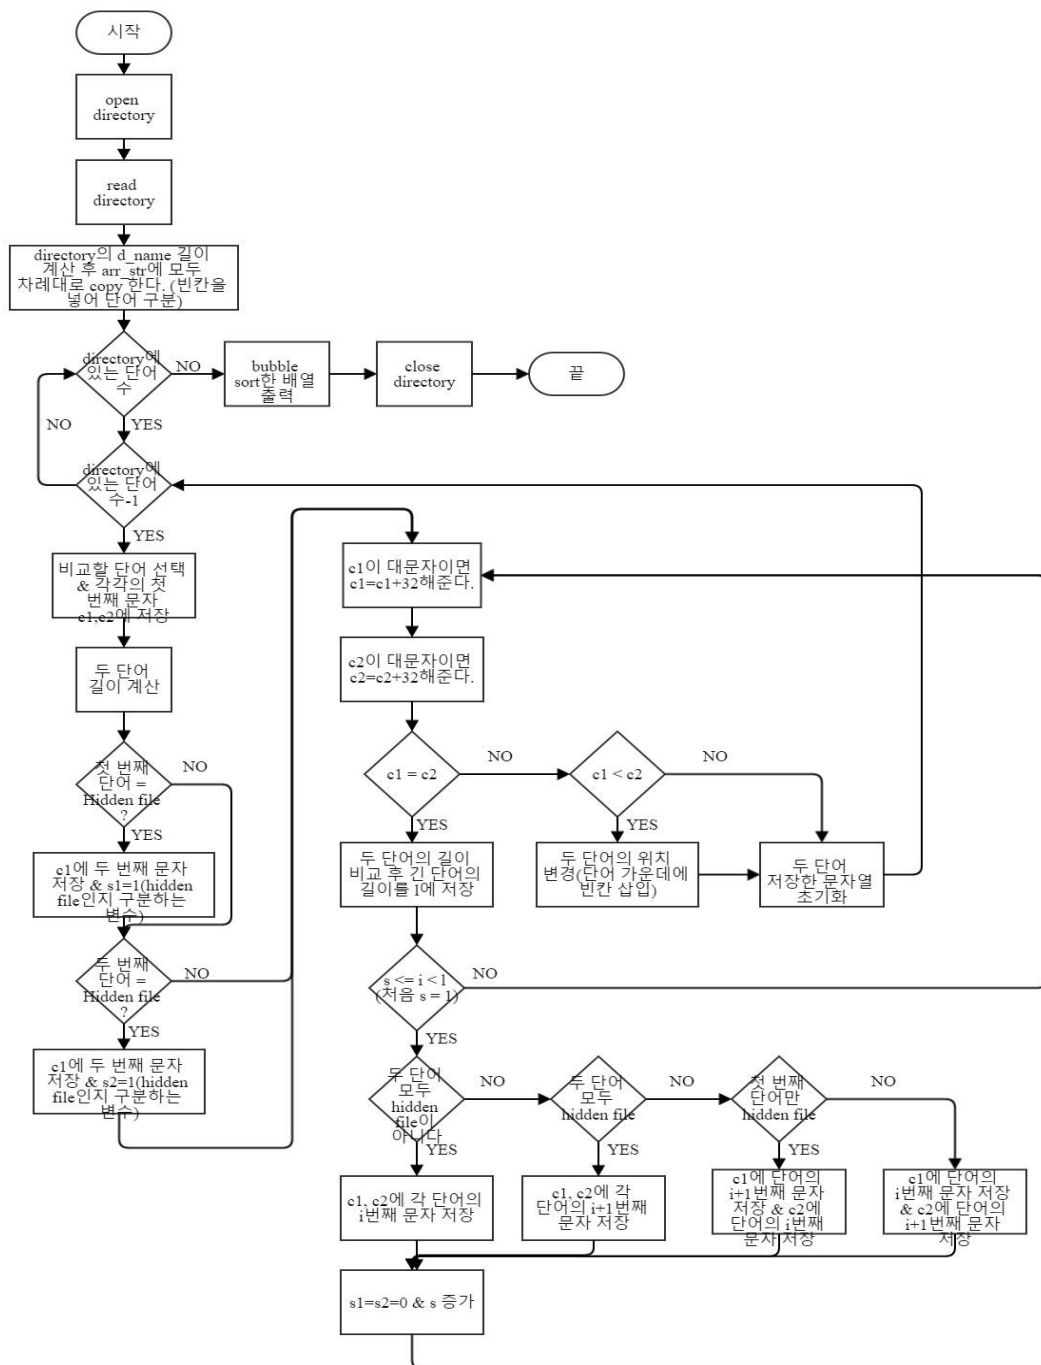 시작
open
directory
read
directory
directory의 d_name 길이
계산 후 arr_str에 모두
차례대로 copy 한다. (빈칸을
넣어 단어 구분)
directory에
있는 단어
수
NO
bubble
sort한 배열
출력
close
directory
끝
NO
YES
directory에
있는 단어
수-1
YES
비교할 단어 선택
& 각각의 첫
번째 문자
c1,c2에 저장
두 단어
길이 계산
첫 번째
단어 =
Hidden file
?
NO
YES
c1에 두 번째 문자
저장 & s1=1(hidden
file인지 구분하는
변수)
두 번째
단어 =
Hidden file
?
NO
YES
c1에 두 번째 문자
저장 & s2=1(hidden
file인지 구분하는
변수)
c1이 대문자이면
c1=c1+32해준다.
c2이 대문자이면
c2=c2+32해준다.
c1 = c2
NO
c1 < c2
NO
YES
YES
두 단어의 길이
비교 후 긴 단어의
길이를 l에 저장
두 단어의 위치
변경(단어 가운데에
빈칸 삽입)
두 단어
저장한 문자열
초기화
s <= i < l
(처음 s = 1)
NO
YES
두 단어
모두
hidden
file이
아니다
NO
두 단어
모두
hidden file
NO
첫 번째
단어만
hidden file
NO
YES
YES
YES
c1, c2에 각 단어의
i번째 문자 저장
c1, c2에 각
단어의 i+1번째
문자 저장
c1에 단어의
i+1번째 문자
저장 & c2에
단어의 i번째
문자 저장
c1에 단어의
i번째 문자 저장
& c2에 단어의
i+1번째 문자
저장
s1=s2=0 & s 증가